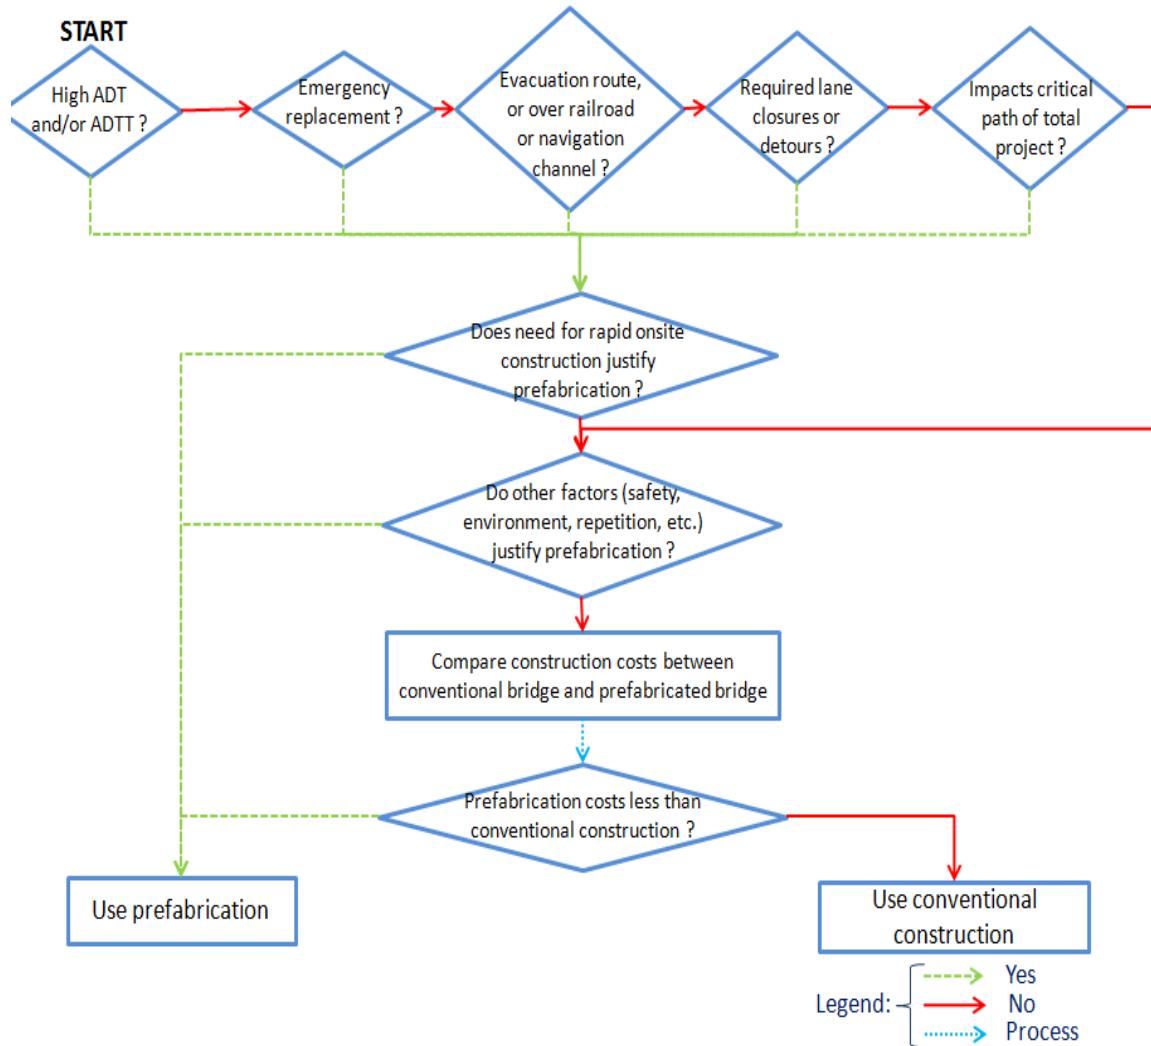 START
High ADT
and/or ADTT ?
Emergency
replacement ?
Evacuation route,
or over railroad
or navigation
channel ?
Required lane
closures or
detours ?
Impacts critical
path of total
project ?
Does need for rapid onsite
construction justify
prefabrication ?
Do other factors (safety,
environment, repetition, etc.)
justify prefabrication ?
Compare construction costs between
conventional bridge and prefabricated bridge
Prefabrication costs less than
conventional construction ?
Use prefabrication
Use conventional
construction
Legend:
Yes
No
Process